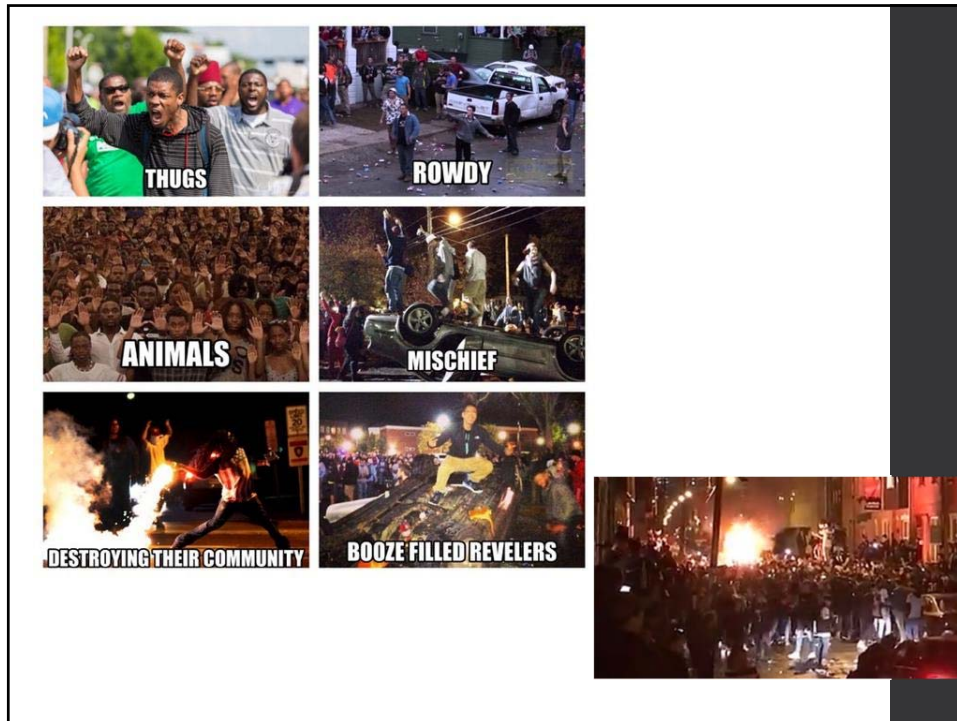 THUGS
ROWDY
ANIMALS
MISCHIEF
DESTROYING THEIR COMMUNITY
BOOZE FILLED REVELERS